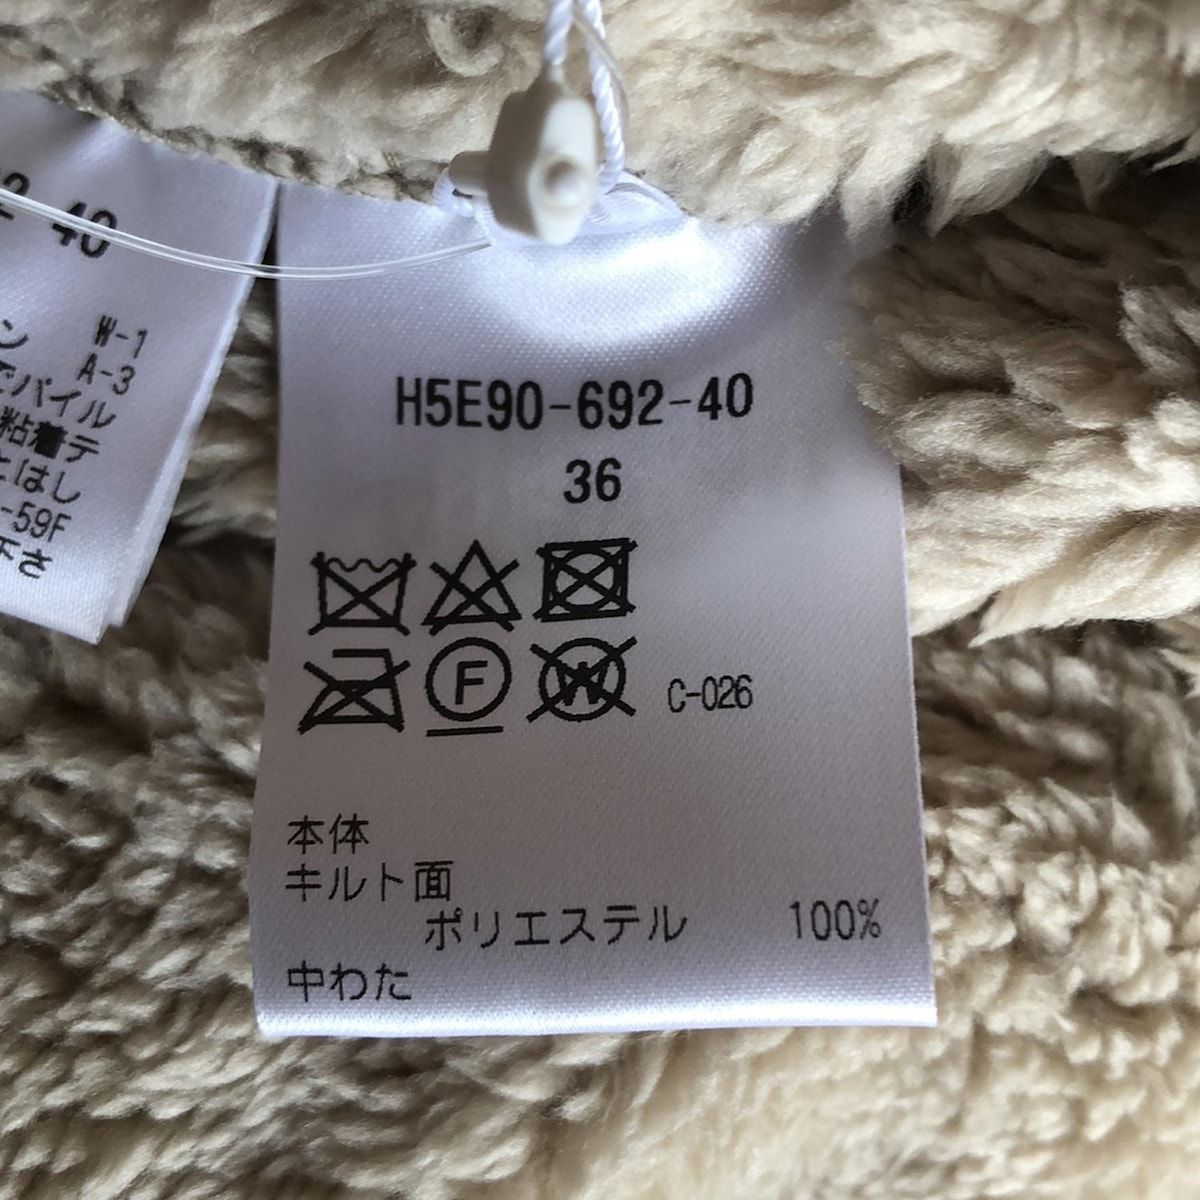 40
ン W-1
A-3
でパイル
粘着テ
とはし
-59F
下さ
H5E90-692-40
36
F
W
C-026
本体
キルト面
ポリエステル 100%
中わた